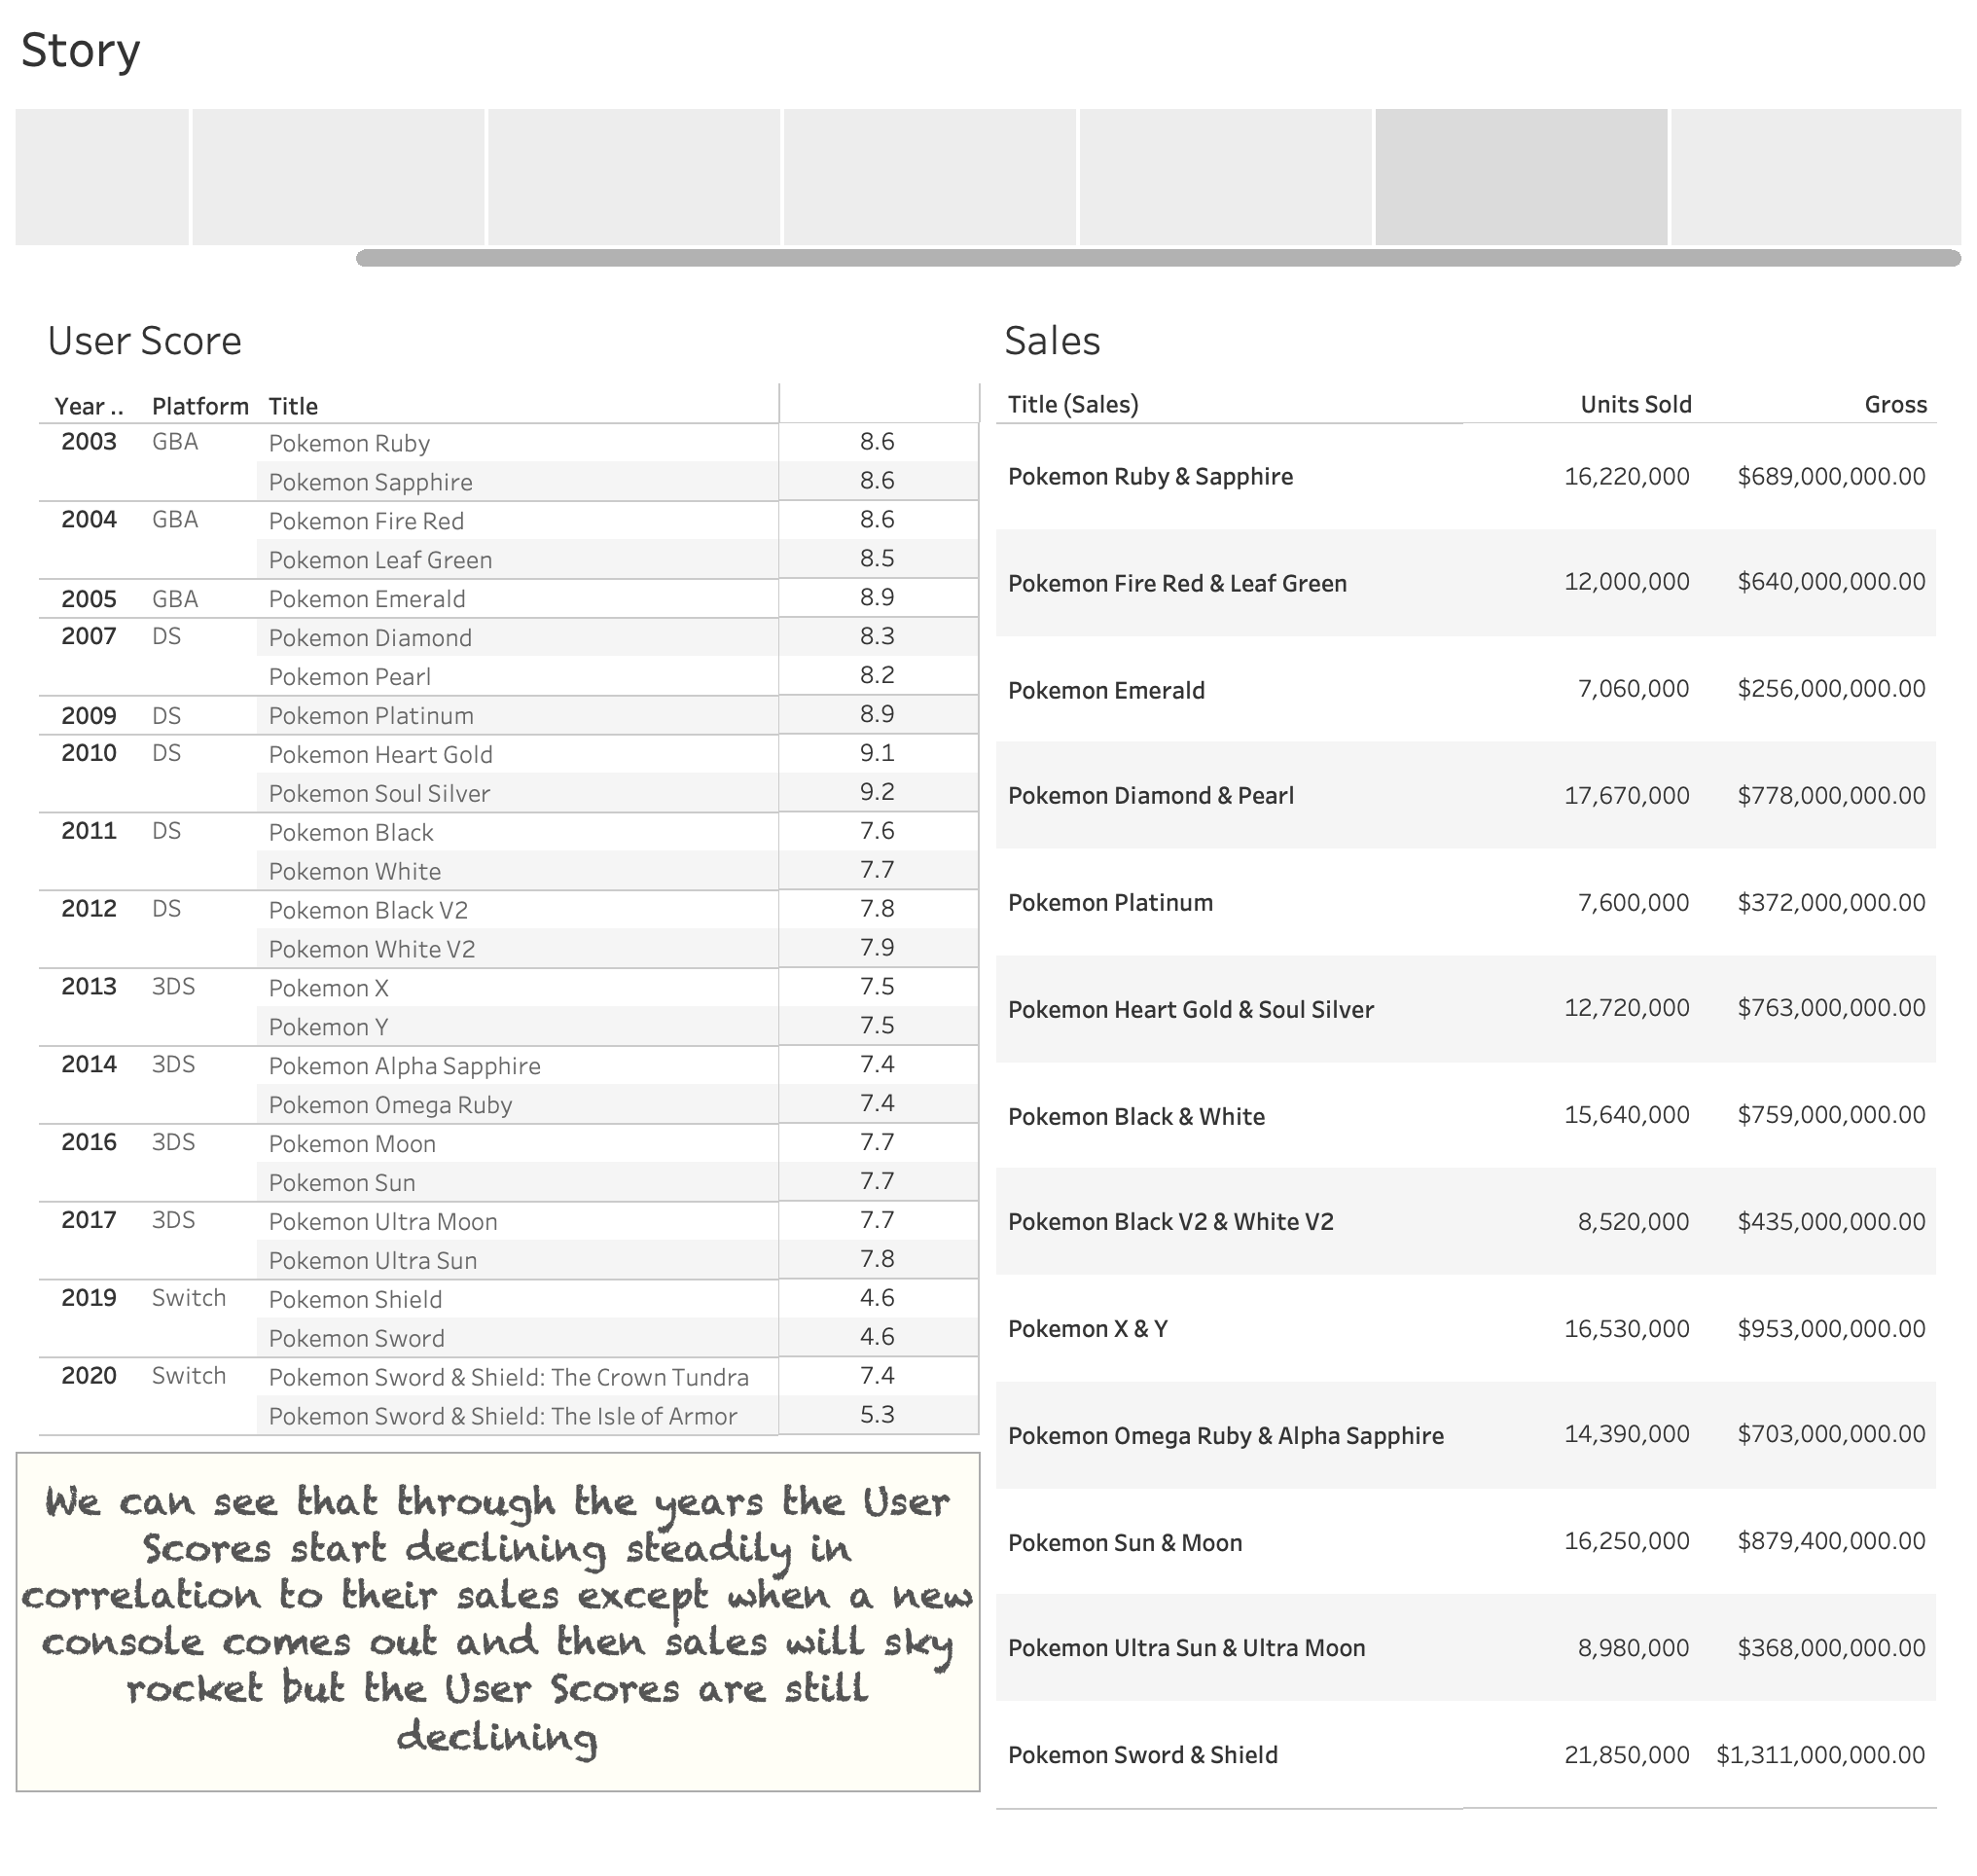 Story
User Score
Year .. Platform Title
2003 GBA Pokemon Ruby 8.6
Pokemon Sapphire 8.6
2004 GBA Pokemon Fire Red 8.6
Pokemon Leaf Green 8.5
2005 GBA Pokemon Emerald 8.9
2007 DS Pokemon Diamond 8.3
Pokemon Pearl 8.2
2009 DS Pokemon Platinum 8.9
2010 DS Pokemon Heart Gold 9.1
Pokemon Soul Silver 9.2
2011 DS Pokemon Black 7.6
Pokemon White 7.7
2012 DS Pokemon Black V2 7.8
Pokemon White V2 7.9
2013 3DS Pokemon X 7.5
Pokemon Y 7.5
2014 3DS Pokemon Alpha Sapphire 7.4
Pokemon Omega Ruby 7.4
2016 3DS Pokemon Moon 7.7
Pokemon Sun 7.7
2017 3DS Pokemon Ultra Moon 7.7
Pokemon Ultra Sun 7.8
2019 Switch Pokemon Shield 4.6
Pokemon Sword 4.6
2020 Switch Pokemon Sword & Shield: The Crown Tundra 7.4
Pokemon Sword & Shield: The Isle of Armor 5.3
We can see that through the years the User
Scores start declining steadily in
correlation to their sales except when a new
console comes out and then sales will sky
rocket but the User Scores are still
declining
Sales
Title (Sales) Units Sold Gross
Pokemon Ruby & Sapphire 16,220,000 $689,000,000.00
Pokemon Fire Red & Leaf Green 12,000,000 $640,000,000.00
Pokemon Emerald 7,060,000 $256,000,000.00
Pokemon Diamond & Pearl 17,670,000 $778,000,000.00
Pokemon Platinum 7,600,000 $372,000,000.00
Pokemon Heart Gold & Soul Silver 12,720,000 $763,000,000.00
Pokemon Black & White 15,640,000 $759,000,000.00
Pokemon Black V2 & White V2 8,520,000 $435,000,000.00
Pokemon X & Y 16,530,000 $953,000,000.00
Pokemon Omega Ruby & Alpha Sapphire 14,390,000 $703,000,000.00
Pokemon Sun & Moon 16,250,000 $879,400,000.00
Pokemon Ultra Sun & Ultra Moon 8,980,000 $368,000,000.00
Pokemon Sword & Shield 21,850,000 $1,311,000,000.00